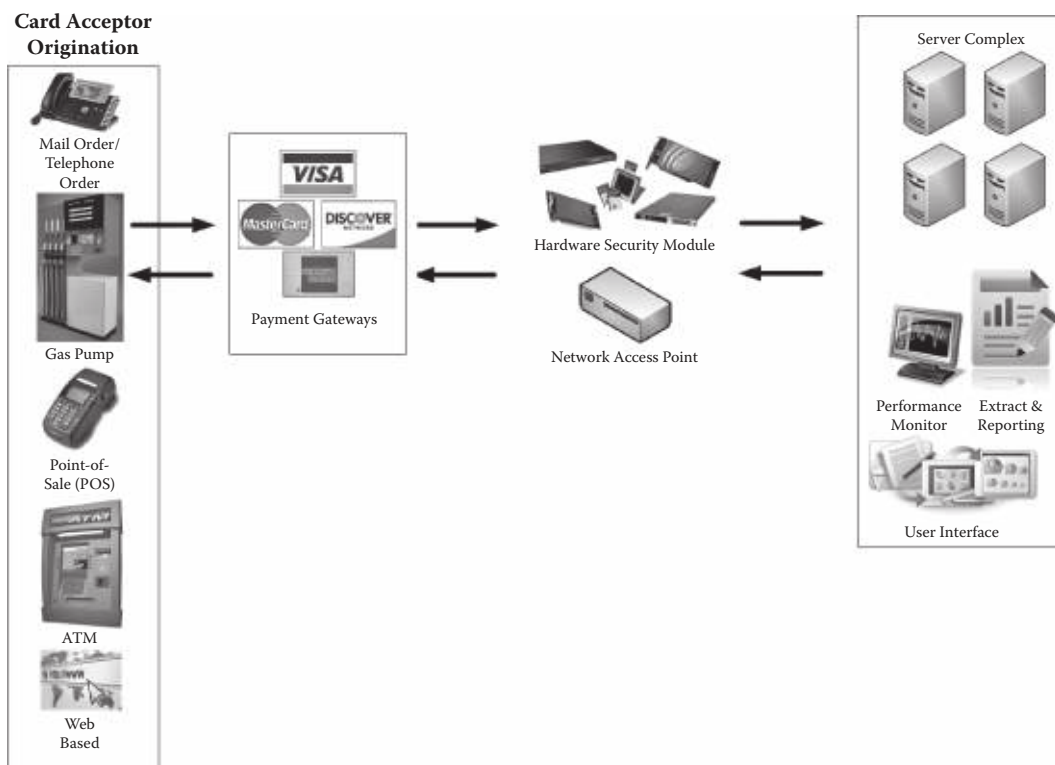 Card Acceptor
Origination
Mail Order/
Telephone
Order
Gas Pump
Point-of-
Sale (POS)
ATM
Web
Based
VISA
MasterCard
DISCOVER
NETWORK
Payment Gateways
Hardware Security Module
Network Access Point
Server Complex
Performance
Monitor
Extract &
Reporting
User Interface